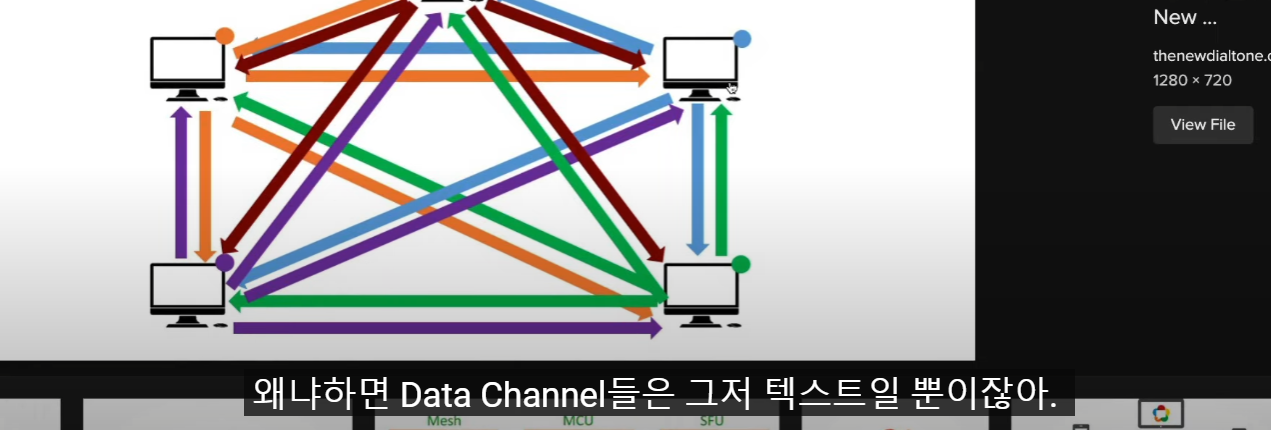 New ...
thenewdialtone.c
1280 × 720
View File
왜냐하면 Data Channel들은 그저 텍스트일 뿐이잖아.
Mesh
MCU
SFU